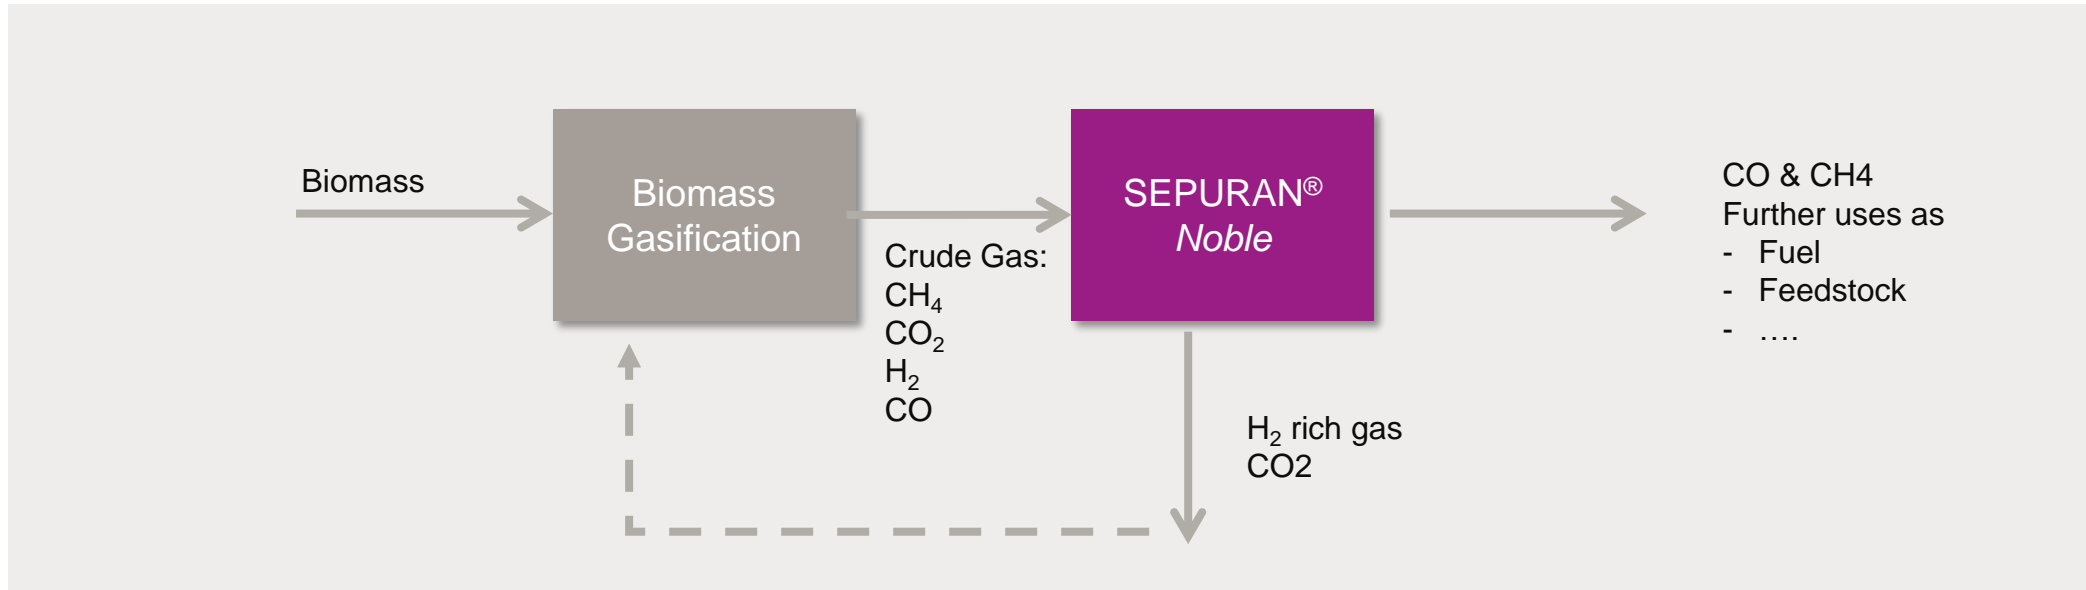 Biomass
Biomass
Gasification
Crude Gas:
CH₄
CO₂
H₂
CO
SEPURAN®
Noble
H₂ rich gas
CO2
CO & CH4
Further uses as
- Fuel
- Feedstock
- ….